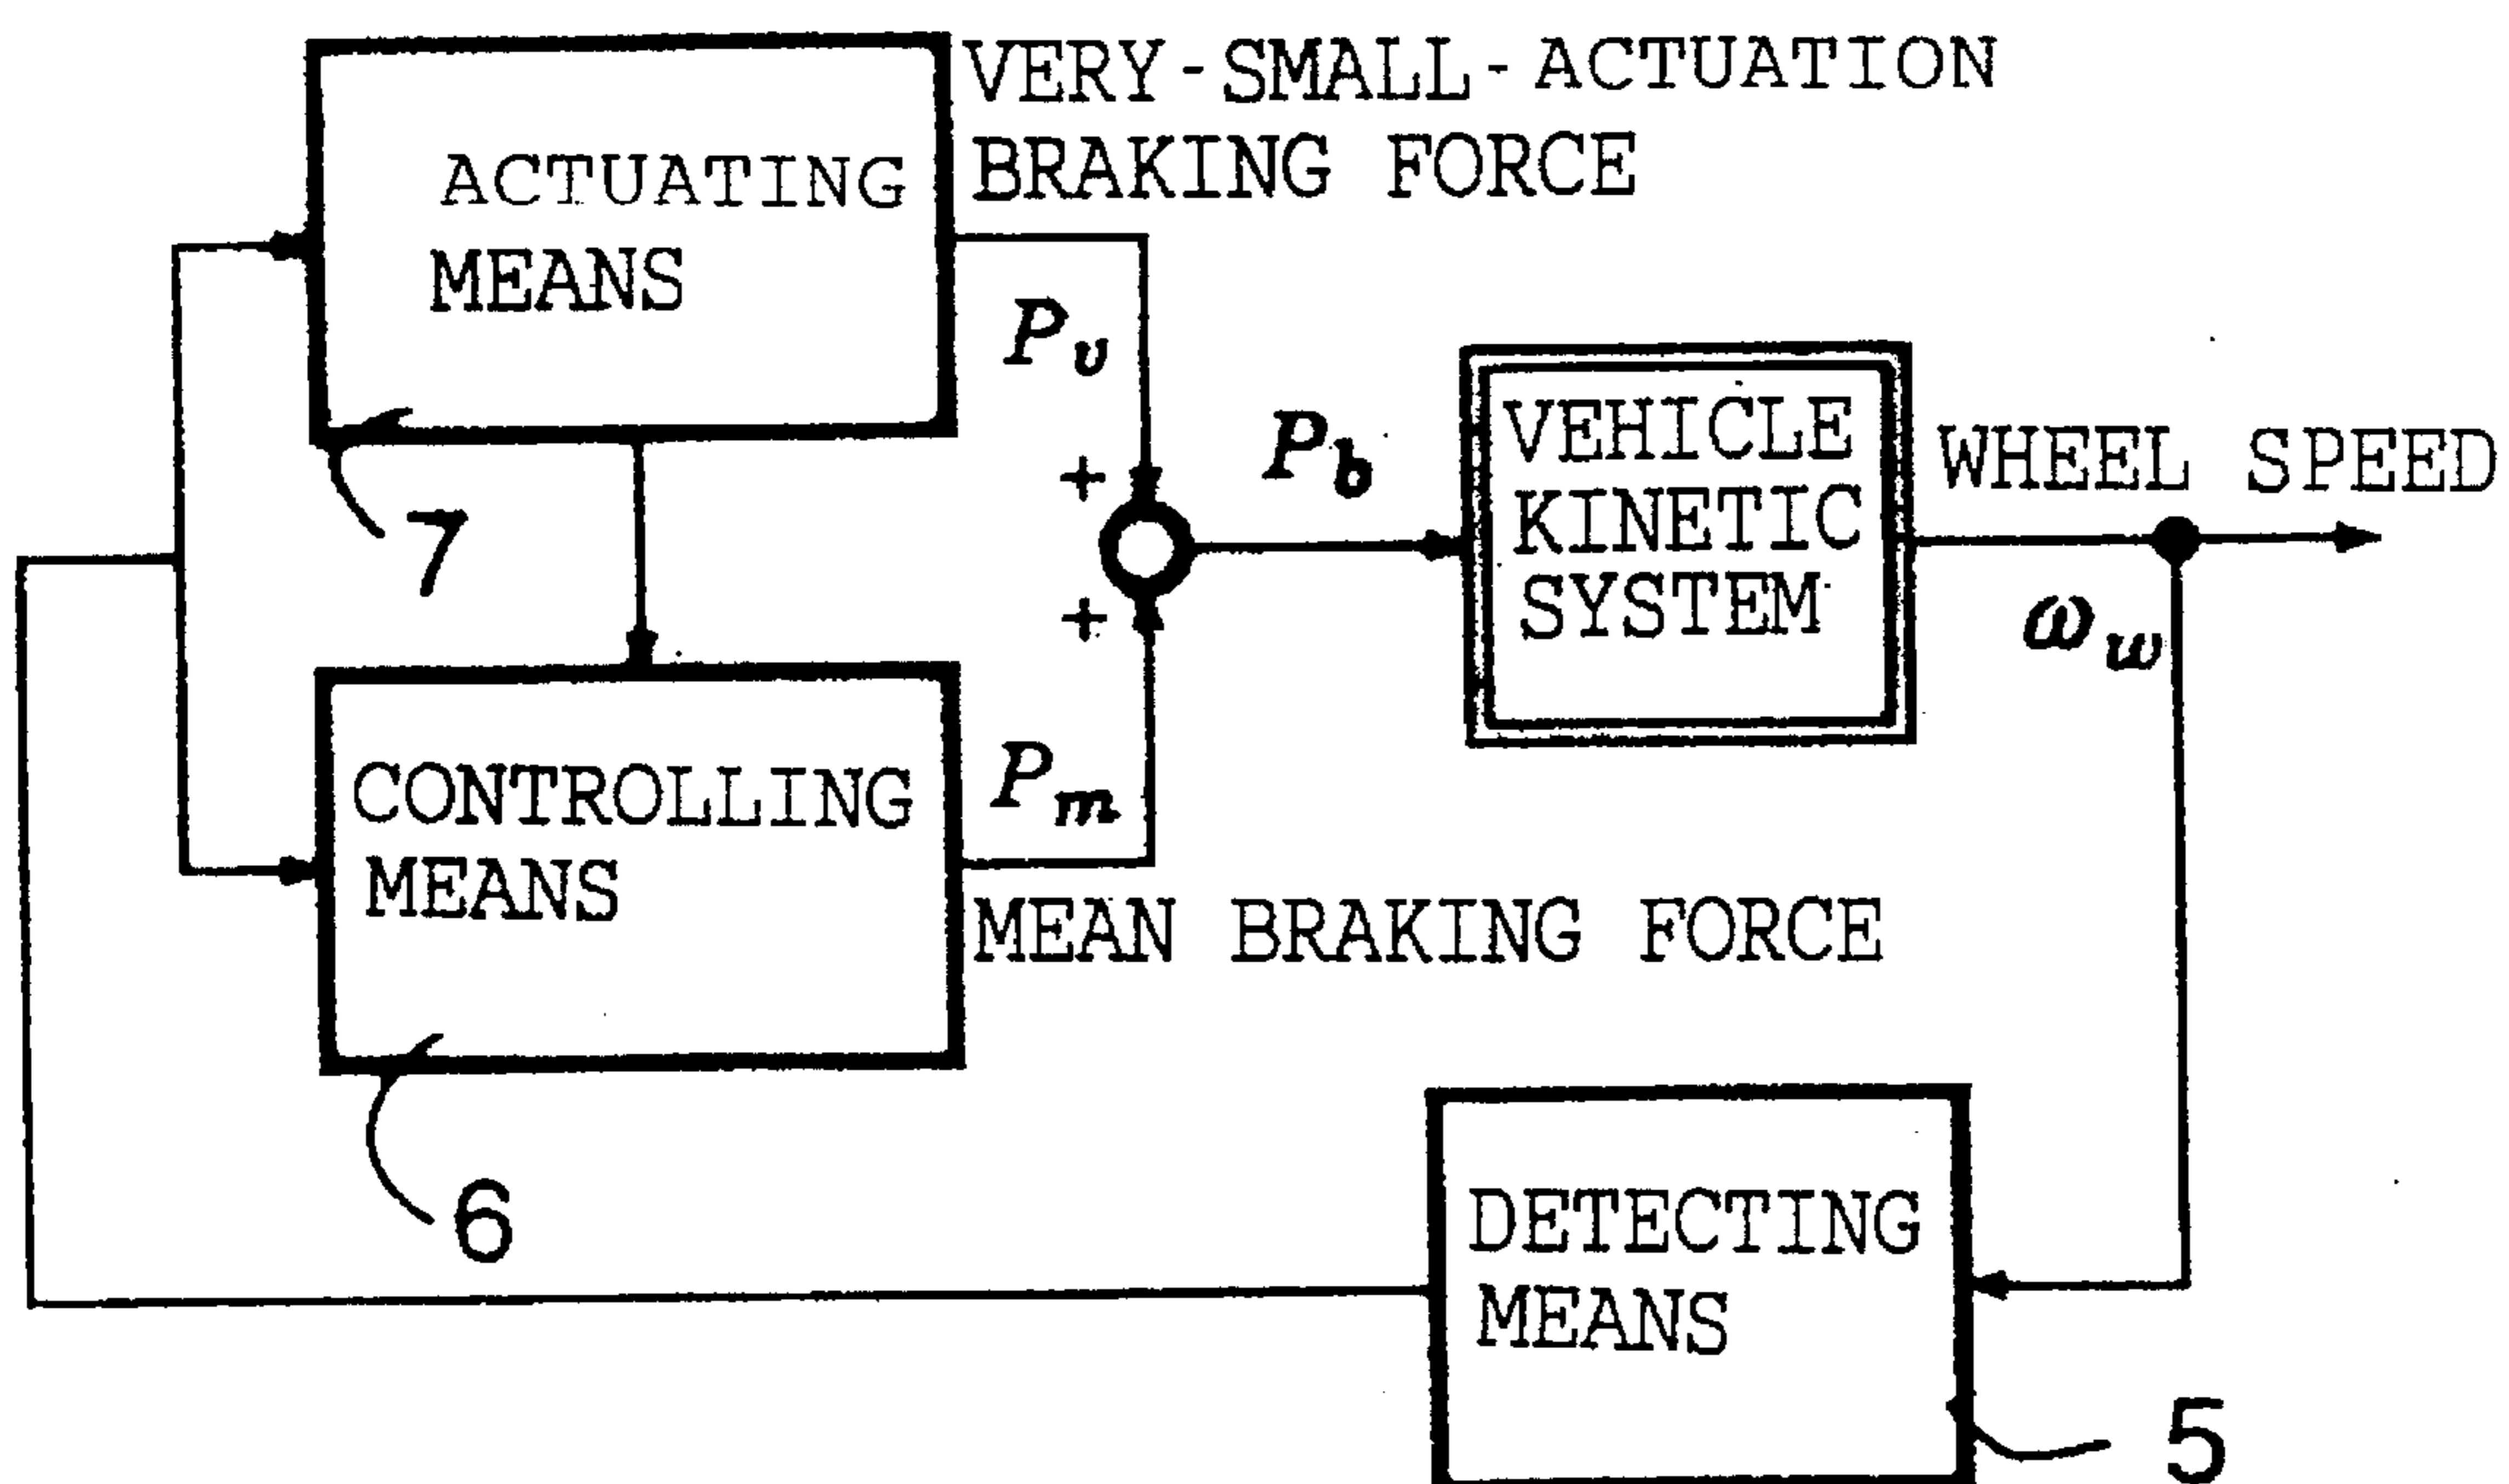 VERY-SMALL-ACTUATION
BRAKING FORCE
ACTUATING
MEANS
Pv
7
+
+
Pb
VEHICLE
KINETIC
SYSTEM
WHEEL SPEED
ωw
CONTROLLING
MEANS
Pm
MEAN BRAKING FORCE
6
DETECTING
MEANS
5